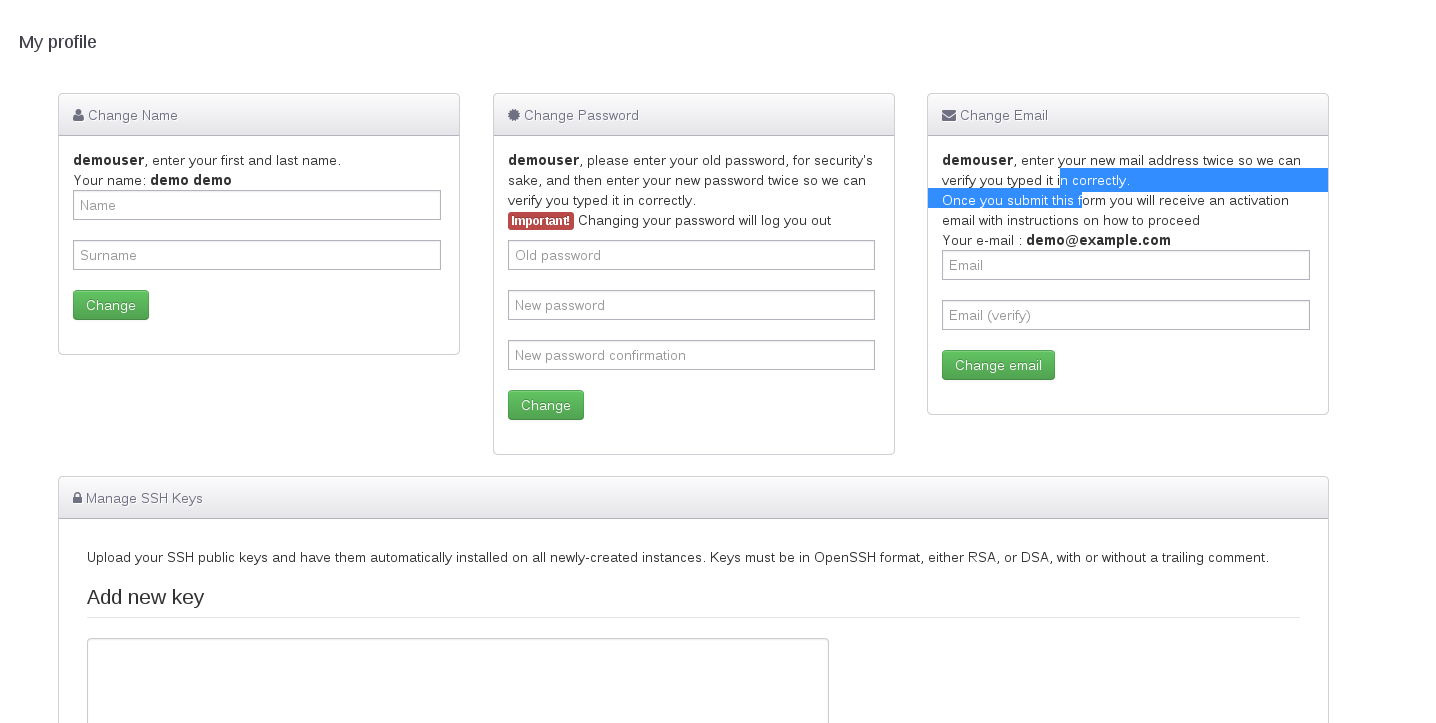 My profile
Change Name
demouser, enter your first and last name.
Your name: demo demo
Name
Surname
Change
Change Password
demouser, please enter your old password, for security's
sake, and then enter your new password twice so we can
verify you typed it in correctly.
Important! Changing your password will log you out
Old password
New password
New password confirmation
Change
Change Email
demouser, enter your new mail address twice so we can
verify you typed it in correctly.
Once you submit this form you will receive an activation
email with instructions on how to proceed
Your e-mail : demo@example.com
Email
Email (verify)
Change email
Manage SSH Keys
Upload your SSH public keys and have them automatically installed on all newly-created instances. Keys must be in OpenSSH format, either RSA, or DSA, with or without a trailing comment.
Add new key